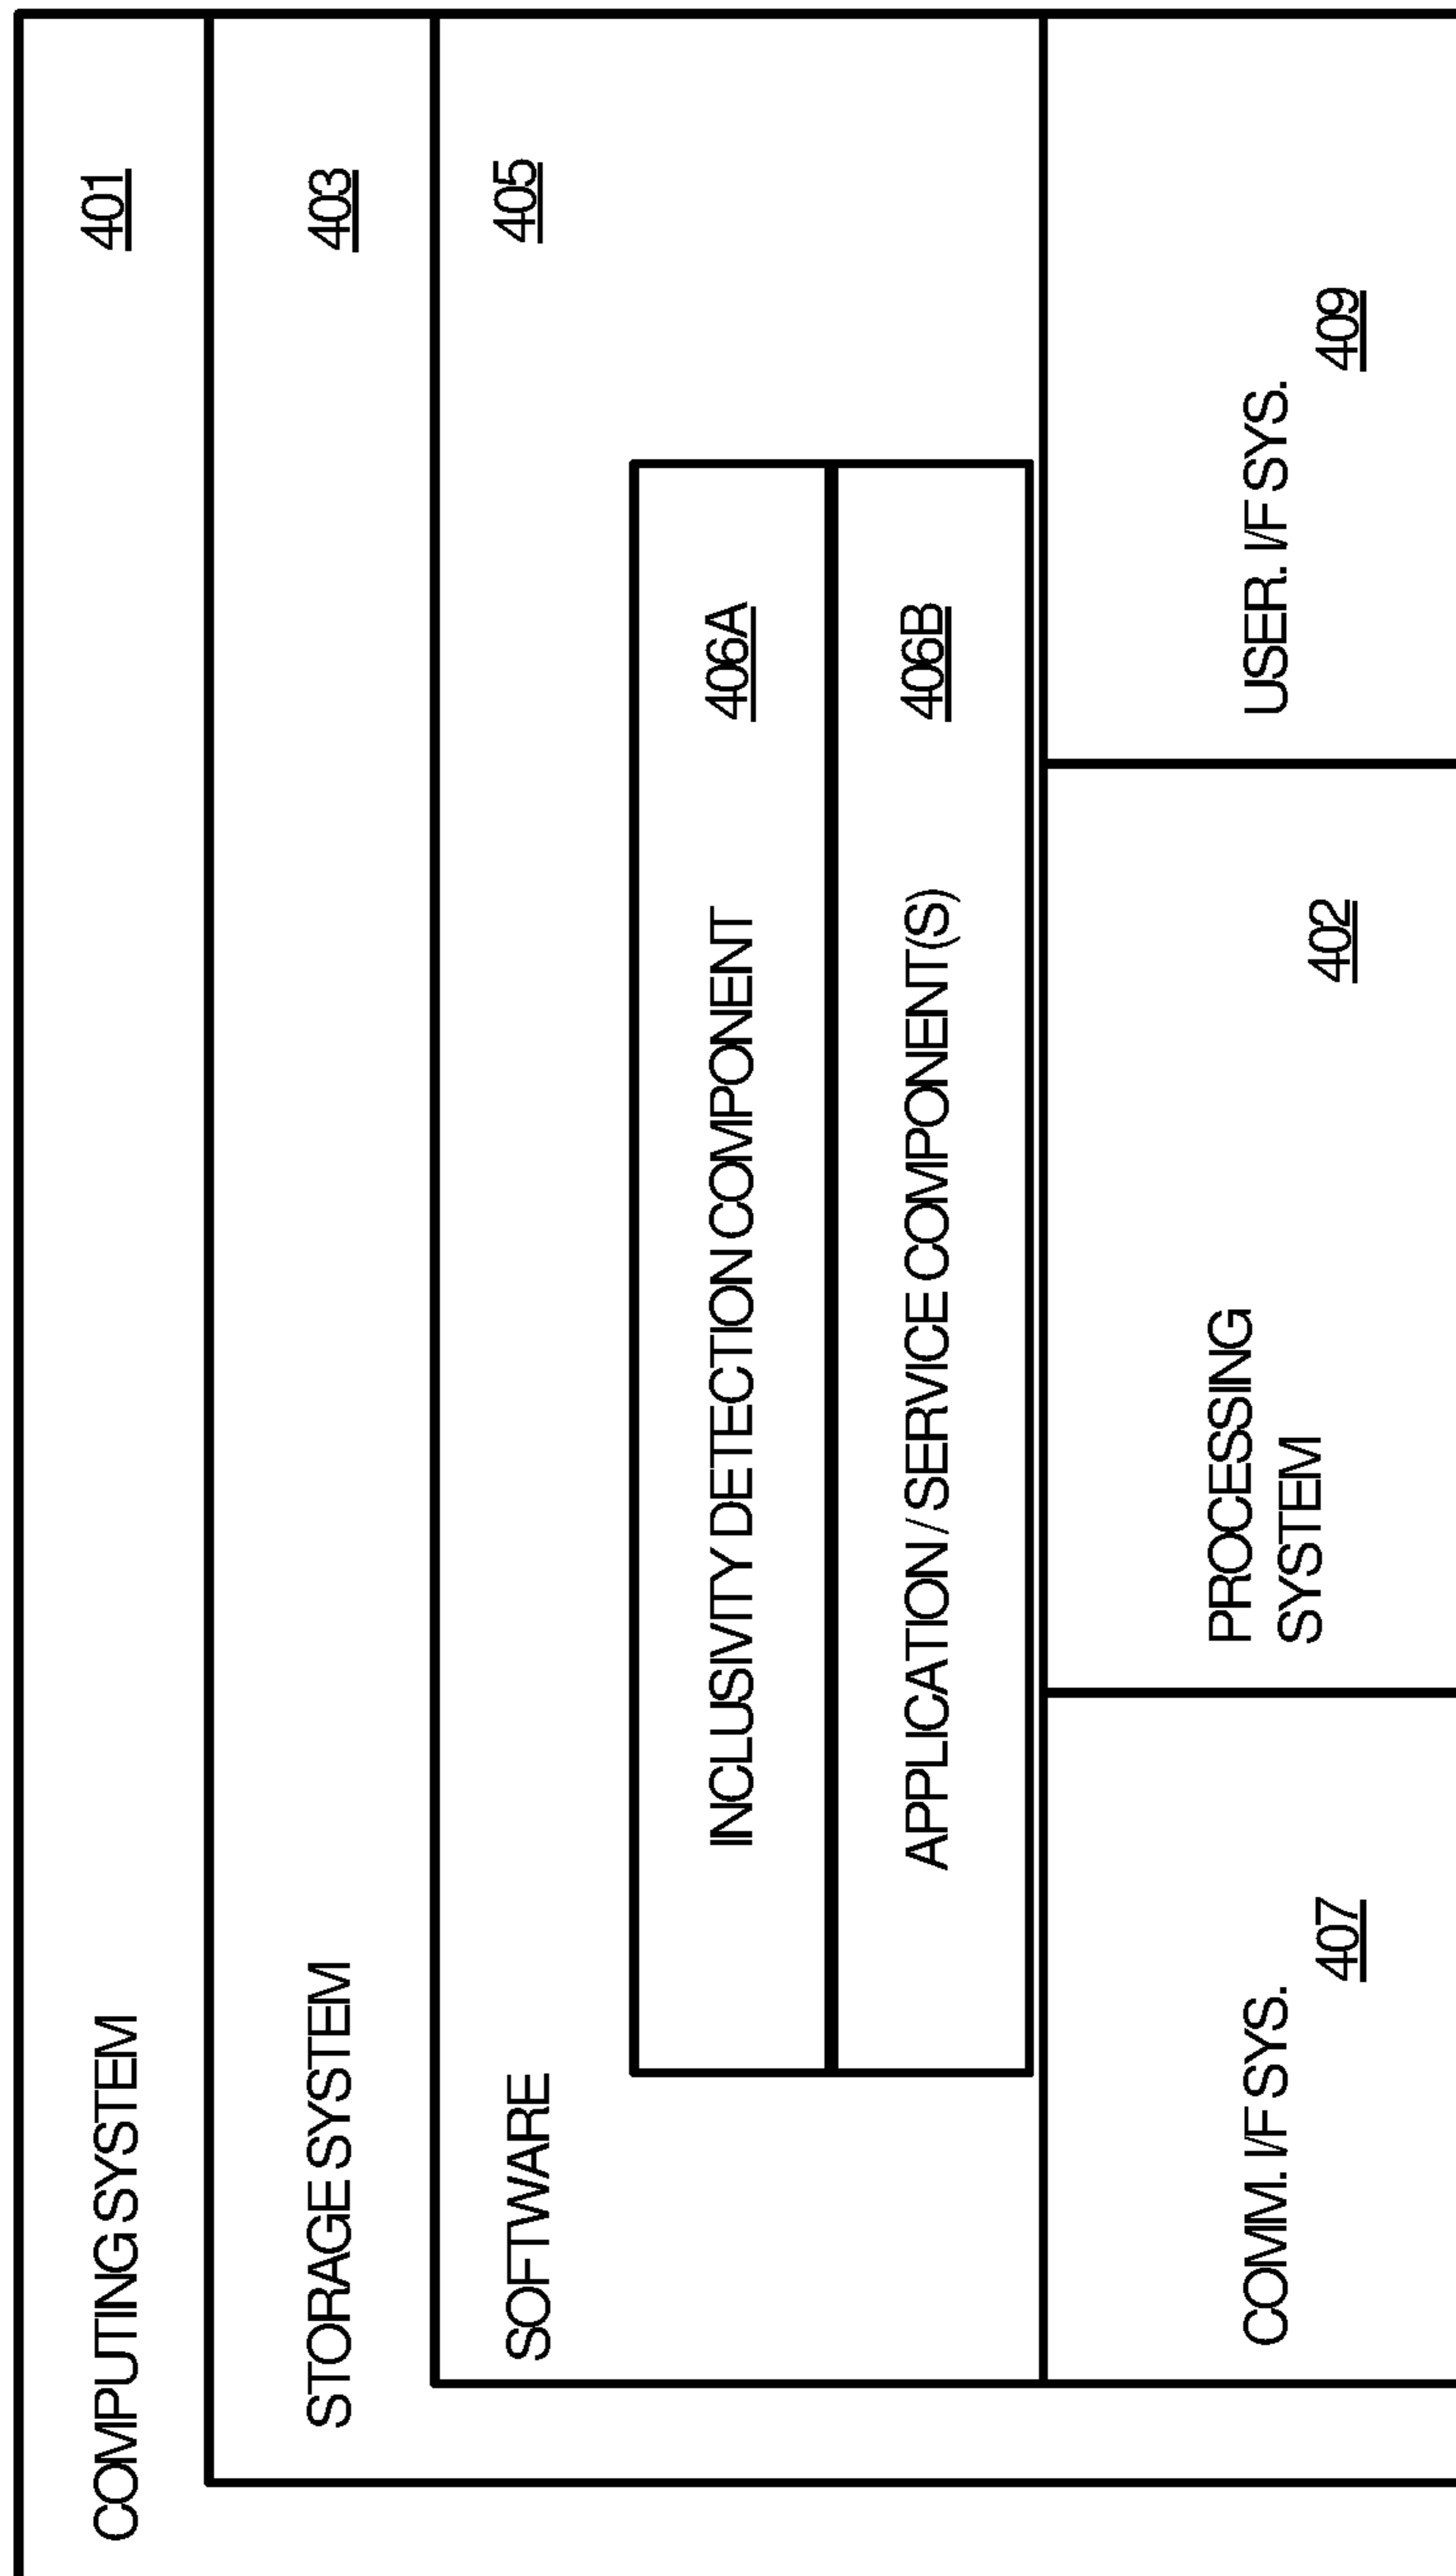 COMPUTING SYSTEM 401
STORAGE SYSTEM 403
SOFTWARE 405
INCLUSIVITY DETECTION COMPONENT 406A
APPLICATION / SERVICE COMPONENT(S) 406B
COMM. I/F SYS.
407
PROCESSING
SYSTEM
402
USER. I/F SYS.
409